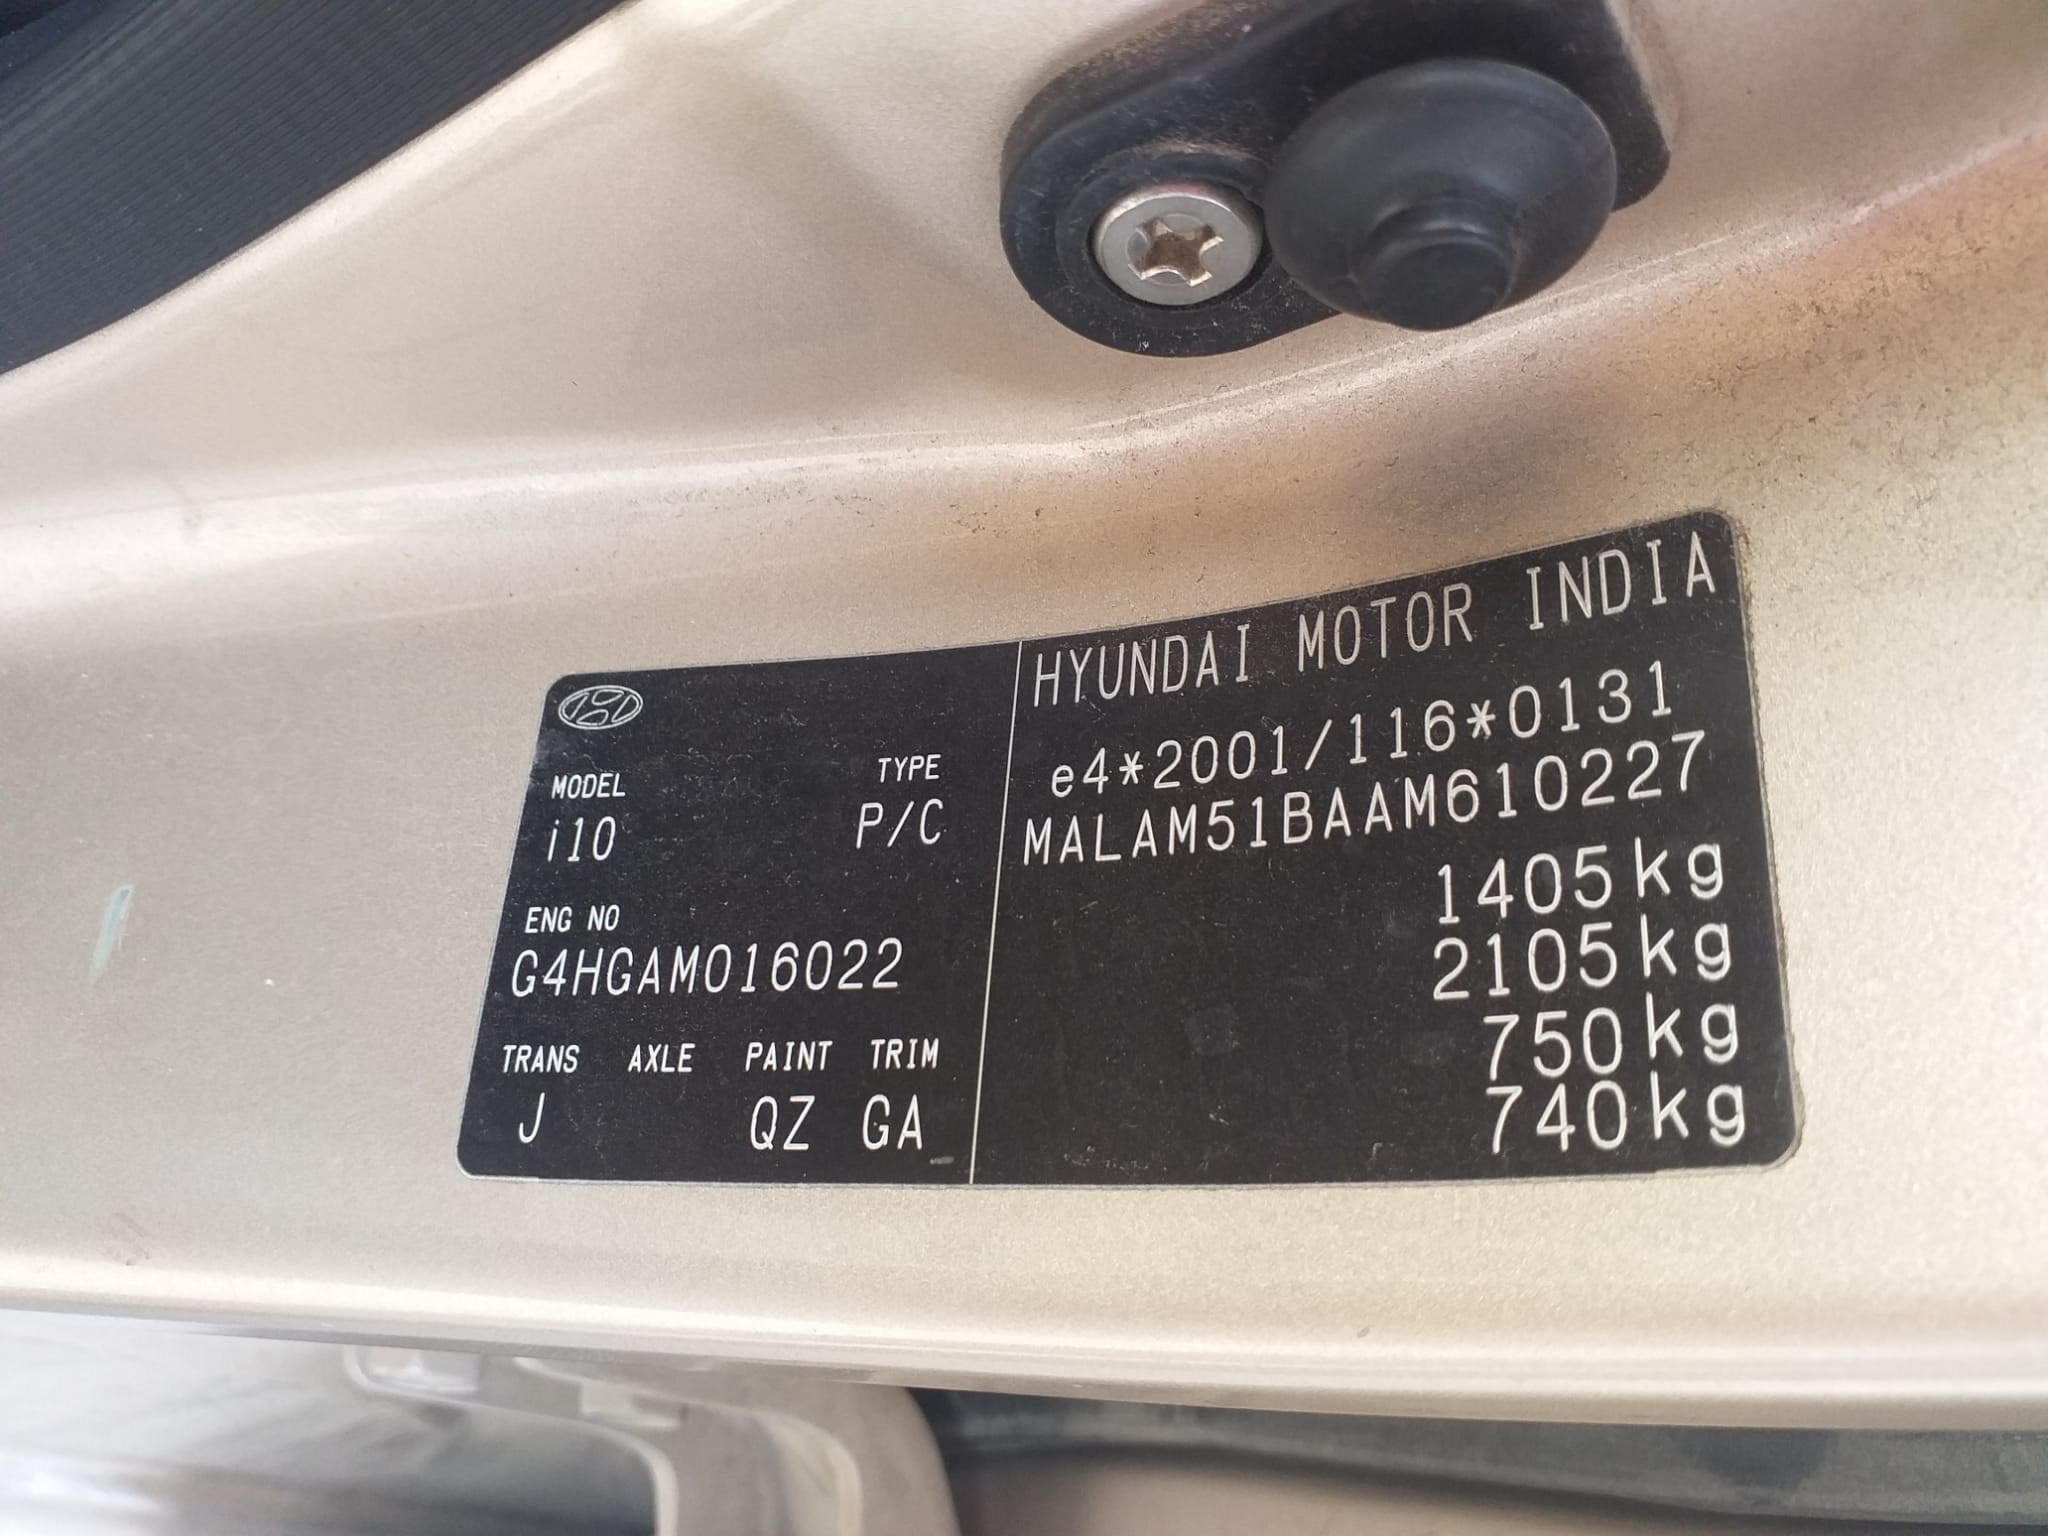 MODEL TYPE
i10 P/C
ENG NO
G4HGAM016022
TRANS AXLE PAINT TRIM
J QZ GA
HYUNDAI MOTOR INDIA
e4*2001/116*0131
MALAM51BAAM610227
1405kg
2105kg
750kg
740kg